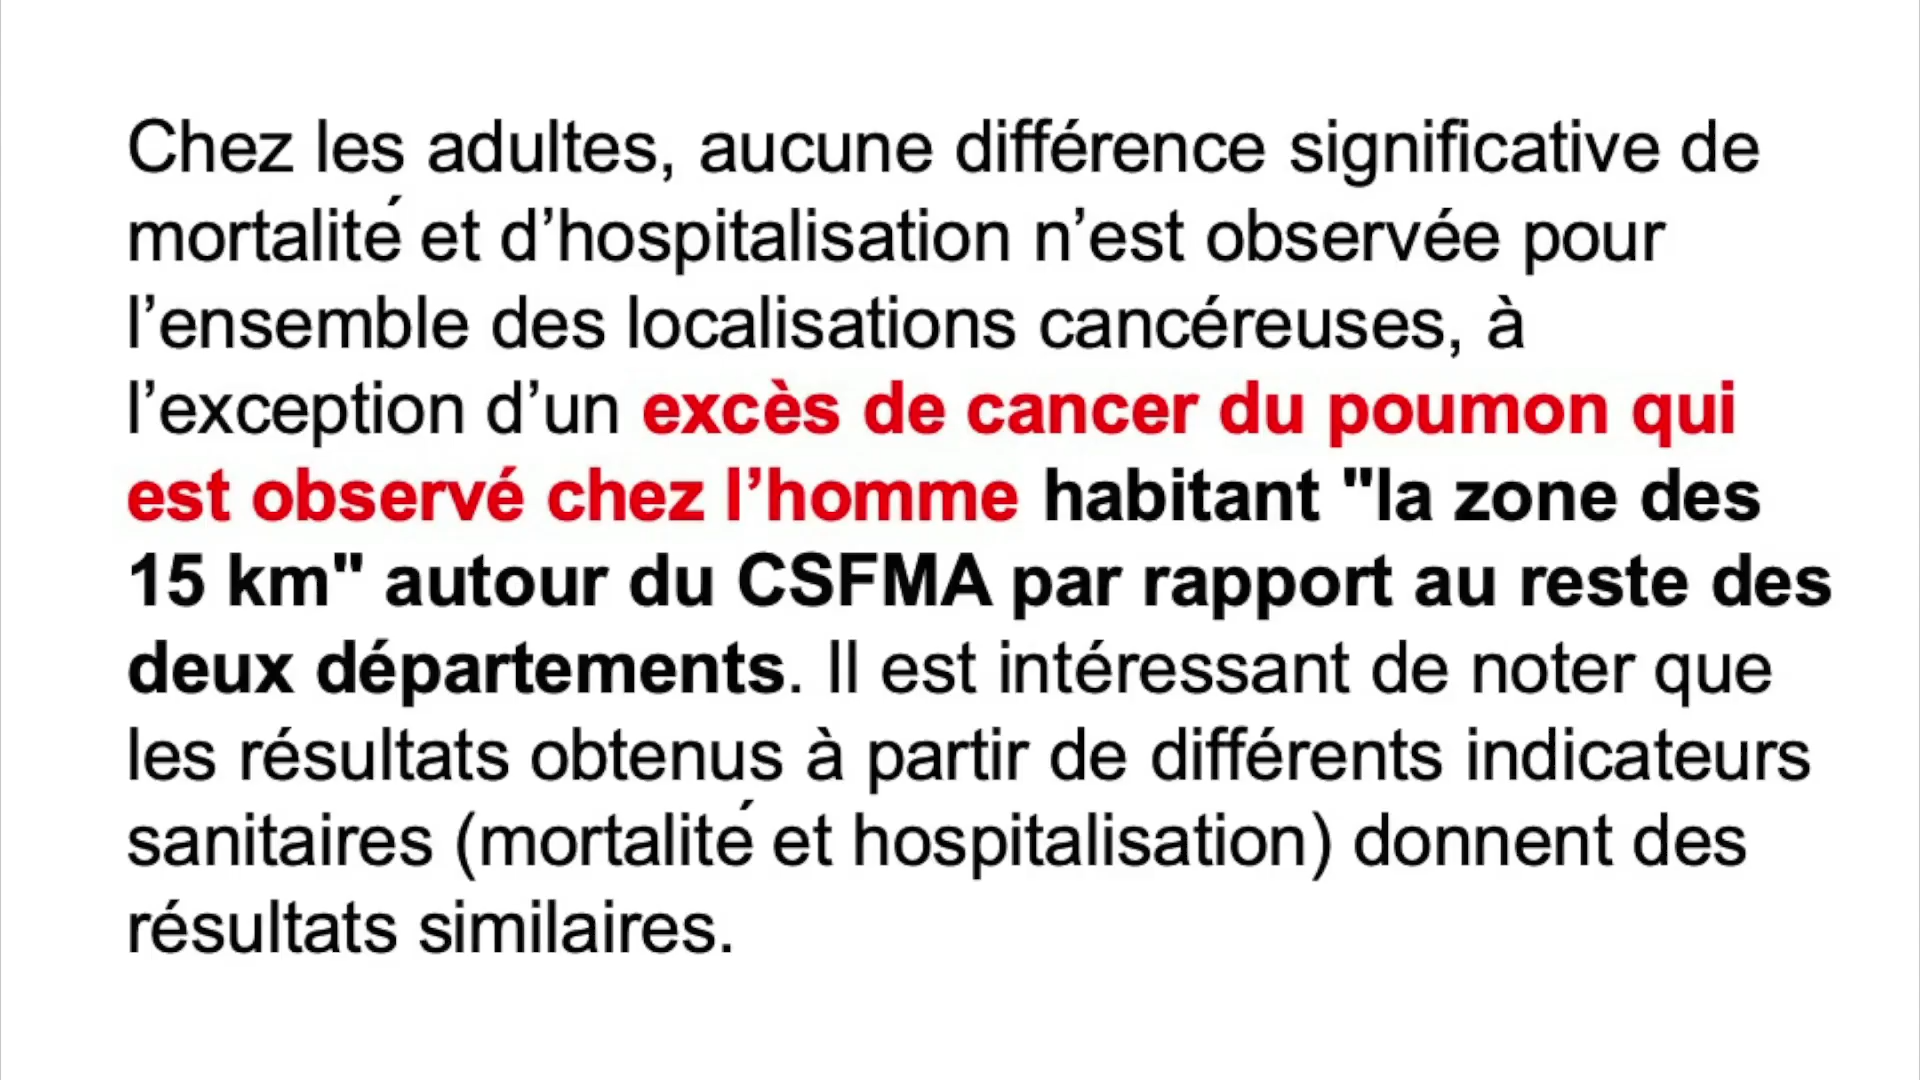 Chez les adultes, aucune différence significative de
mortalité et d’hospitalisation n’est observée pour
l’ensemble des localisations cancéreuses, à
l’exception d’un excès de cancer du poumon qui
est observé chez l’homme habitant "la zone des
15 km" autour du CSFMA par rapport au reste des
deux départements. Il est intéressant de noter que
les résultats obtenus à partir de différents indicateurs
sanitaires (mortalité et hospitalisation) donnent des
résultats similaires.